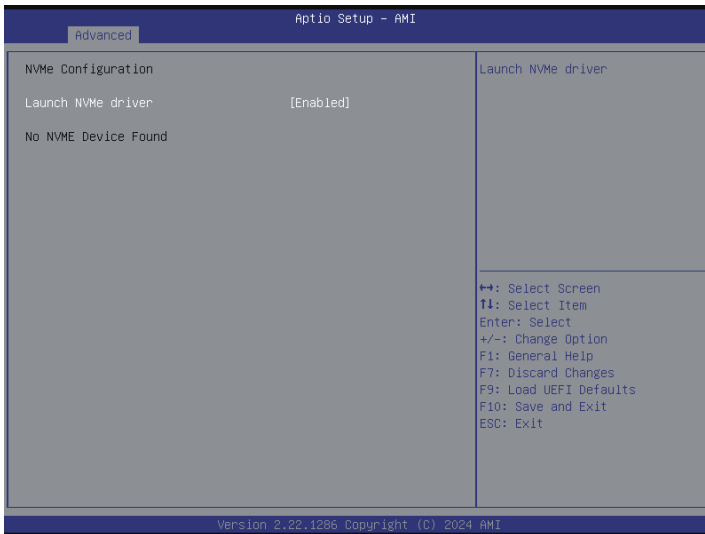 Aptio Setup – AMI
Advanced
NVMe Configuration
Launch NVMe driver [Enabled]
No NVME Device Found
Launch NVMe driver
↔: Select Screen
↑↓: Select Item
Enter: Select
+/-: Change Option
F1: General Help
F7: Discard Changes
F9: Load UEFI Defaults
F10: Save and Exit
ESC: Exit
Version 2.22.1286 Copyright (C) 2024 AMI